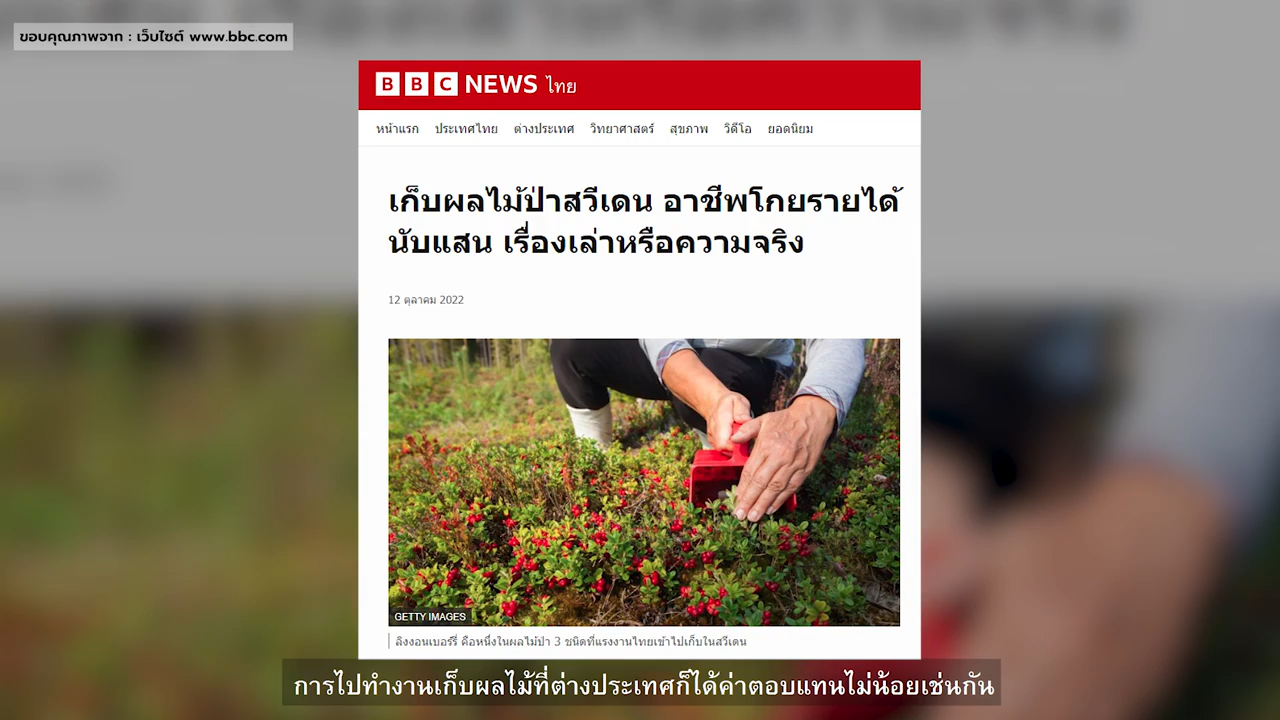 ขอบคุณภาพจาก : เว็บไซต์ www.bbc.com
BBC NEWS ไทย
หน้าแรก ประเทศไทย ต่างประเทศ วิทยาศาสตร์ สุขภาพ วิดีโอ ยอดนิยม
เก็บผลไม้ป่าสวีเดน อาชีพโกยรายได้
นับแสน เรื่องเล่าหรือความจริง
12 ตุลาคม 2022
GETTY IMAGES
ลิงงอนเบอร์รี่ คือหนึ่งในผลไม้ป่า 3 ชนิดที่แรงงานไทยเข้าไปเก็บในสวีเดน
การไปทำงานเก็บผลไม้ที่ต่างประเทศก็ได้ค่าตอบแทนไม่น้อยเช่นกัน